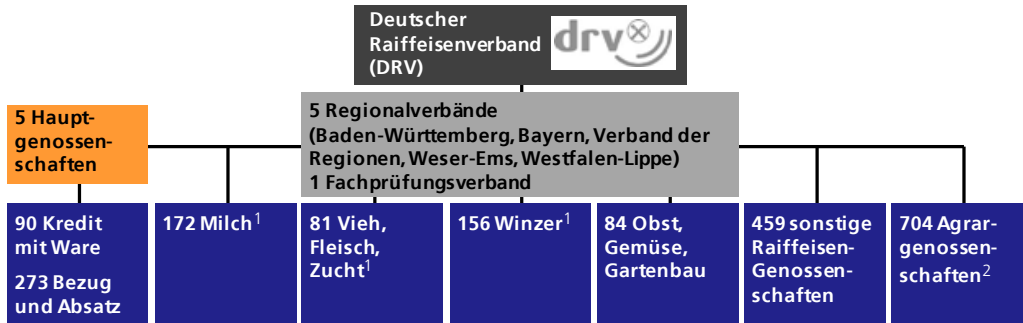 Deutscher
Raiffeisenverband
(DRV)
drv
5 Haupt-
genossen-
schaften
5 Regionalverbände
(Baden-Württemberg, Bayern, Verband der
Regionen, Weser-Ems, Westfalen-Lippe)
1 Fachprüfungsverband
90 Kredit
mit Ware
273 Bezug
und Absatz
172 Milch¹
81 Vieh,
Fleisch,
Zucht¹
156 Winzer¹
84 Obst,
Gemüse,
Gartenbau
459 sonstige
Raiffeisen-
Genossen-
schaften
704 Agrar-
genossen-
schaften²